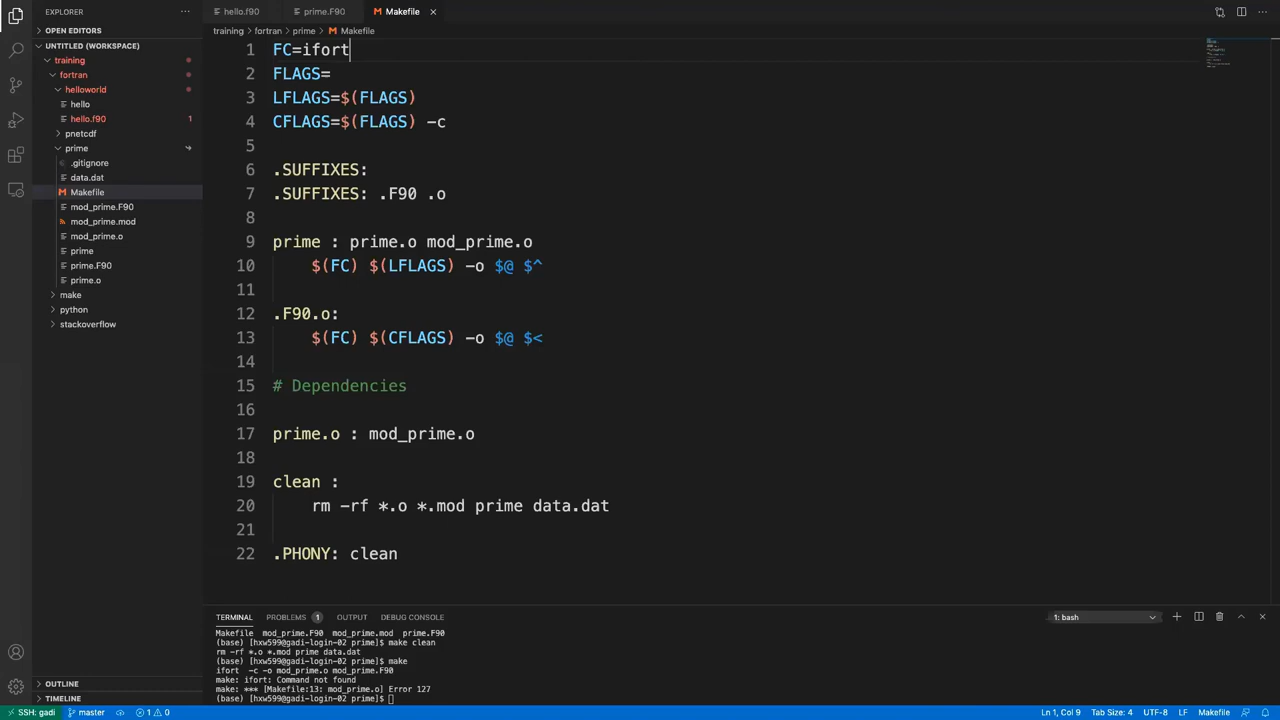 EXPLORER
hello.f90
prime.F90
Makefile
OPEN EDITORS
training > fortran > prime > Makefile
UNTITLED (WORKSPACE)
training
fortran
helloworld
hello
hello.f90 1
pnetcdf
prime
.gitignore
data.dat
Makefile
mod_prime.F90
mod_prime.mod
mod_prime.o
prime
prime.F90
prime.o
make
python
stackoverflow
OUTLINE
TIMELINE
1 FC=ifort
2 FLAGS=
3 LFLAGS=$(FLAGS)
4 CFLAGS=$(FLAGS) -c
5
6 .SUFFIXES:
7 .SUFFIXES: .F90 .o
8
9 prime : prime.o mod_prime.o
10 $(FC) $(LFLAGS) -o $@ $^
11
12 .F90.o:
13 $(FC) $(CFLAGS) -o $@ $<
14
15 # Dependencies
16
17 prime.o : mod_prime.o
18
19 clean :
20 rm -rf *.o *.mod prime data.dat
21
22 .PHONY: clean
TERMINAL PROBLEMS 1 OUTPUT DEBUG CONSOLE 1: bash
Makefile mod_prime.F90 mod_prime.mod prime.F90
(base) [hxw599@gadi-login-02 prime]$ make clean
rm -rf *.o *.mod prime data.dat
(base) [hxw599@gadi-login-02 prime]$ make
ifort -c -o mod_prime.o mod_prime.F90
make: ifort: Command not found
make: *** [Makefile:13: mod_prime.o] Error 127
(base) [hxw599@gadi-login-02 prime]$
SSH: gadi master 1 0 Ln 1, Col 9 Tab Size: 4 UTF-8 LF Makefile